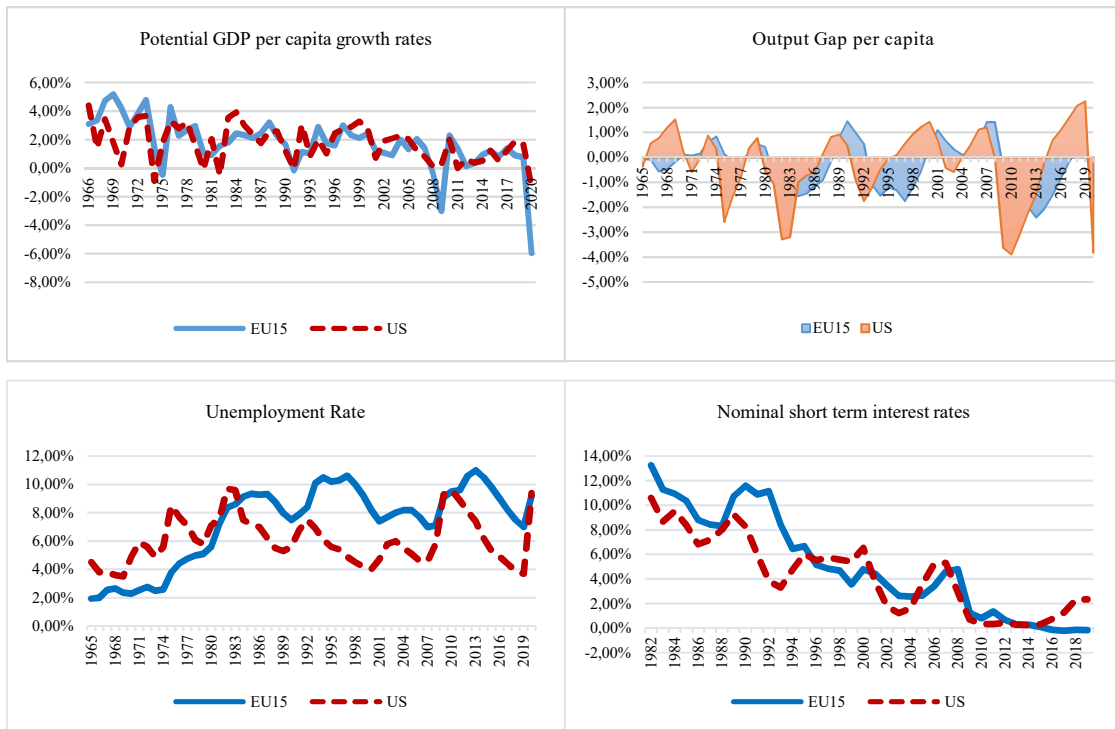 Potential GDP per capita growth rates
6,00%
4,00%
2,00%
0,00%
-2,00%
-4,00%
-6,00%
-8,00%
1966 1969 1972 1975 1978 1981 1984 1987 1990 1993 1996 1999 2002 2005 2008 2011 2014 2017 2020
EU15 US
Output Gap per capita
3,00%
2,00%
1,00%
0,00%
-1,00%
-2,00%
-3,00%
-4,00%
-5,00%
1965 1968 1971 1974 1977 1980 1983 1986 1989 1992 1995 1998 2001 2004 2007 2010 2013 2016 2019
EU15 US
Unemployment Rate
12,00%
10,00%
8,00%
6,00%
4,00%
2,00%
0,00%
1965 1968 1971 1974 1977 1980 1983 1986 1989 1992 1995 1998 2001 2004 2007 2010 2013 2016 2019
EU15 US
Nominal short term interest rates
14,00%
12,00%
10,00%
8,00%
6,00%
4,00%
2,00%
0,00%
-2,00%
1982 1984 1986 1988 1990 1992 1994 1996 1998 2000 2002 2004 2006 2008 2010 2012 2014 2016 2018
EU15 US